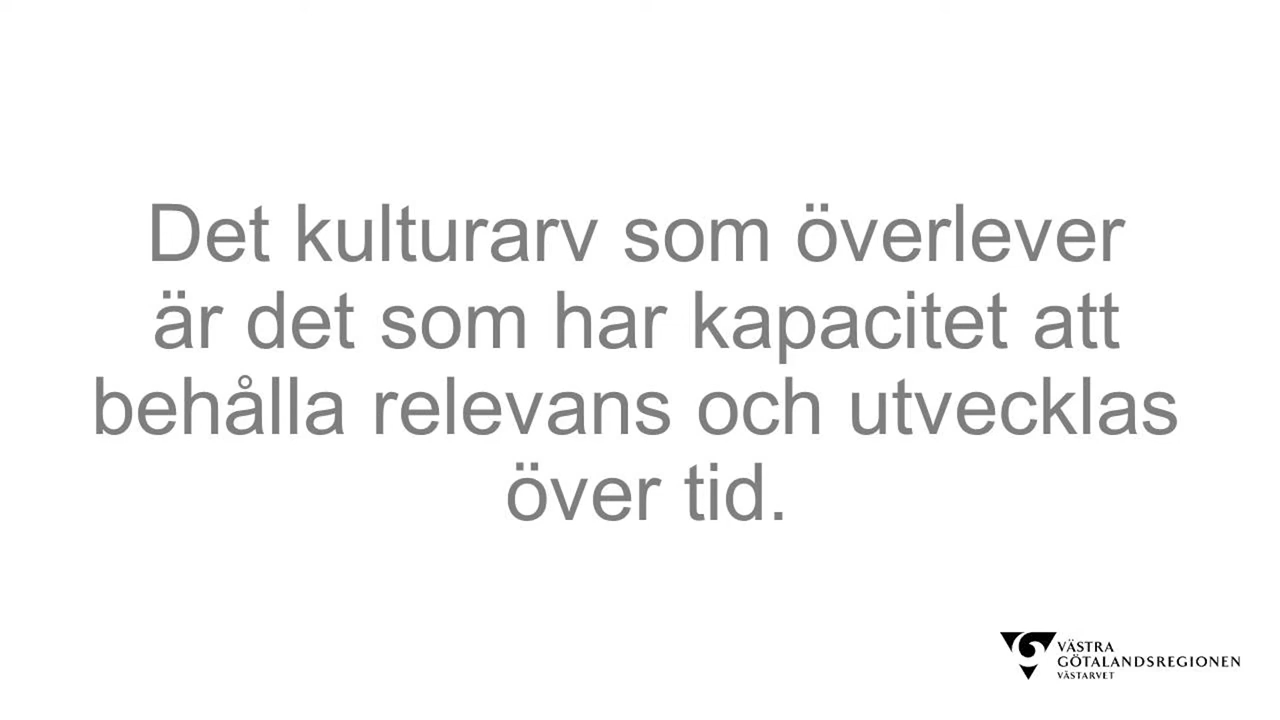 Det kulturarv som överlever
är det som har kapacitet att
behålla relevans och utvecklas
över tid.
VÄSTRA
GÖTALANDSREGIONEN
VÄSTARVET